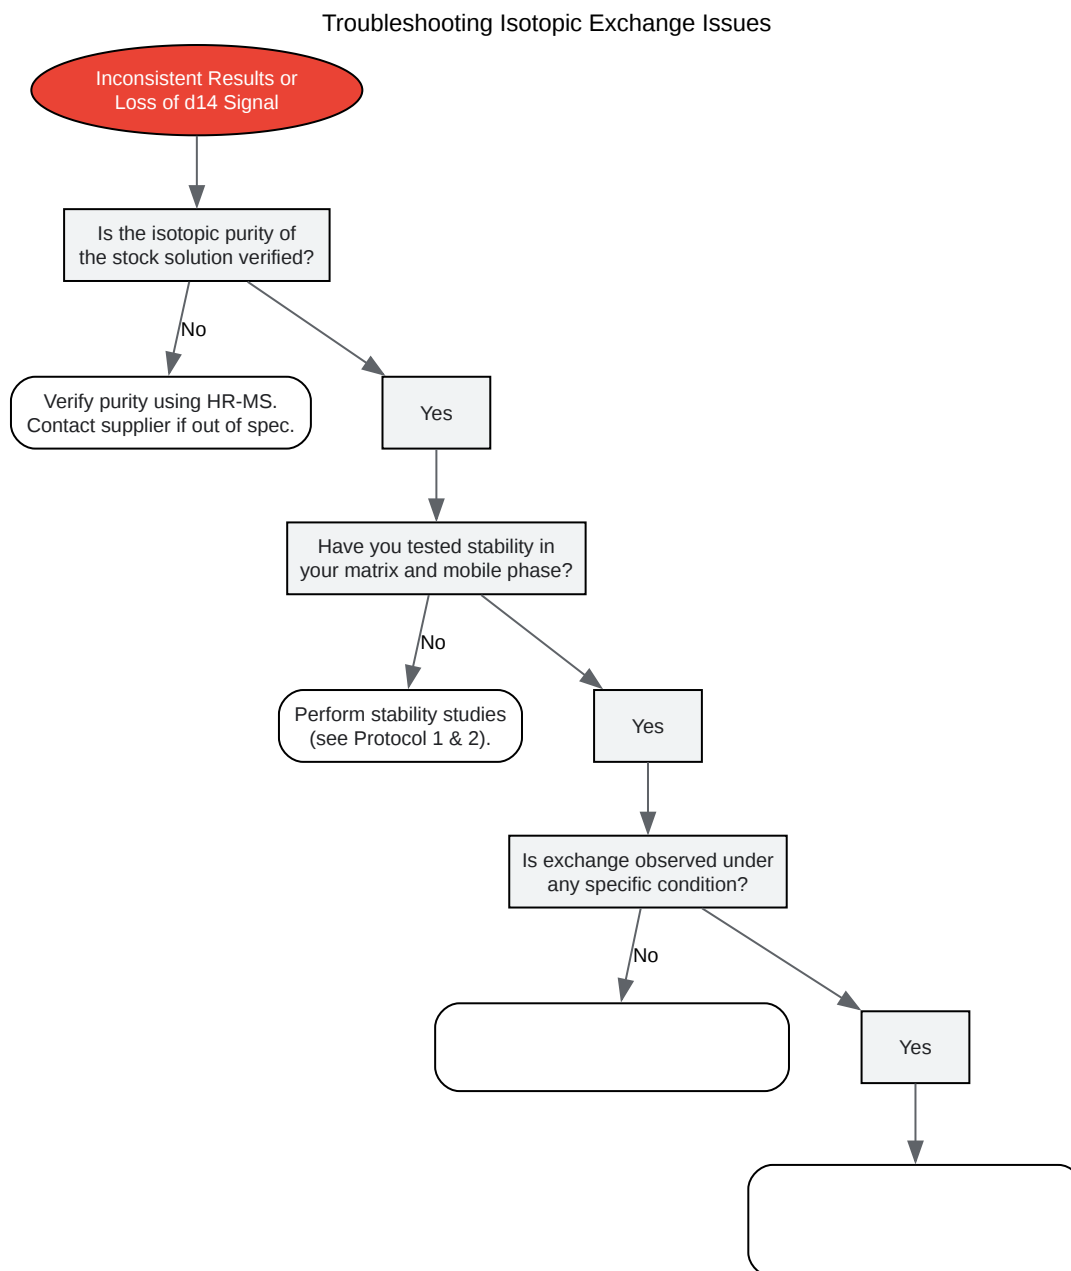 Troubleshooting Isotopic Exchange Issues
Inconsistent Results or
Loss of d14 Signal
Is the isotopic purity of
the stock solution verified?
No
Verify purity using HR-MS.
Contact supplier if out of spec.
Yes
Have you tested stability in
your matrix and mobile phase?
No
Perform stability studies
(see Protocol 1 & 2).
Yes
Is exchange observed under
any specific condition?
No
Yes